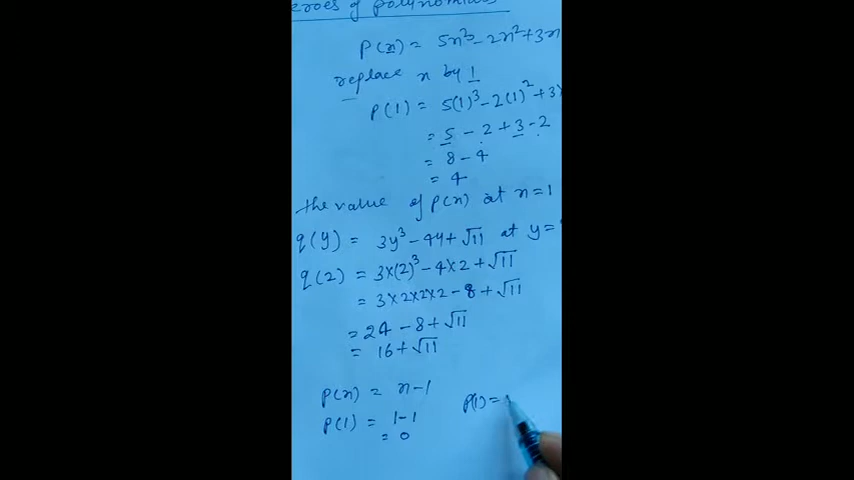 zeroes of polynomials
P(x) = 5x³ - 2x² + 3x
replace x by 1
P(1) = 5(1)³ - 2(1)² + 3×
= 5 - 2 + 3 - 2
= 8 - 4
= 4
the value of P(x) at x = 1
q(y) = 3y³ - 4y + √11 at y =
q(2) = 3×(2)³ - 4×2 + √11
= 3×2×2×2 - 8 + √11
= 24 - 8 + √11
= 16 + √11
P(x) = x - 1
P(1) = 1 - 1
= 0
P(1) =